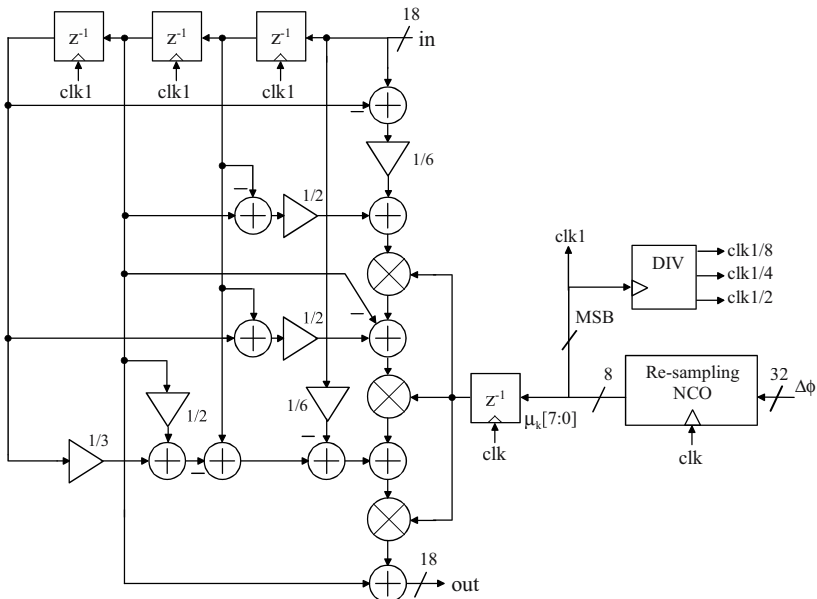 18
in
z⁻¹
z⁻¹
z⁻¹
clk1
clk1
clk1
−
1/6
−
1/2
clk1
DIV
clk1/8
clk1/4
clk1/2
−
1/2
MSB
1/2
1/6
−
1/3
−
z⁻¹
clk
μₖ[7:0]
8
Re-sampling
NCO
clk
32
Δϕ
18
out